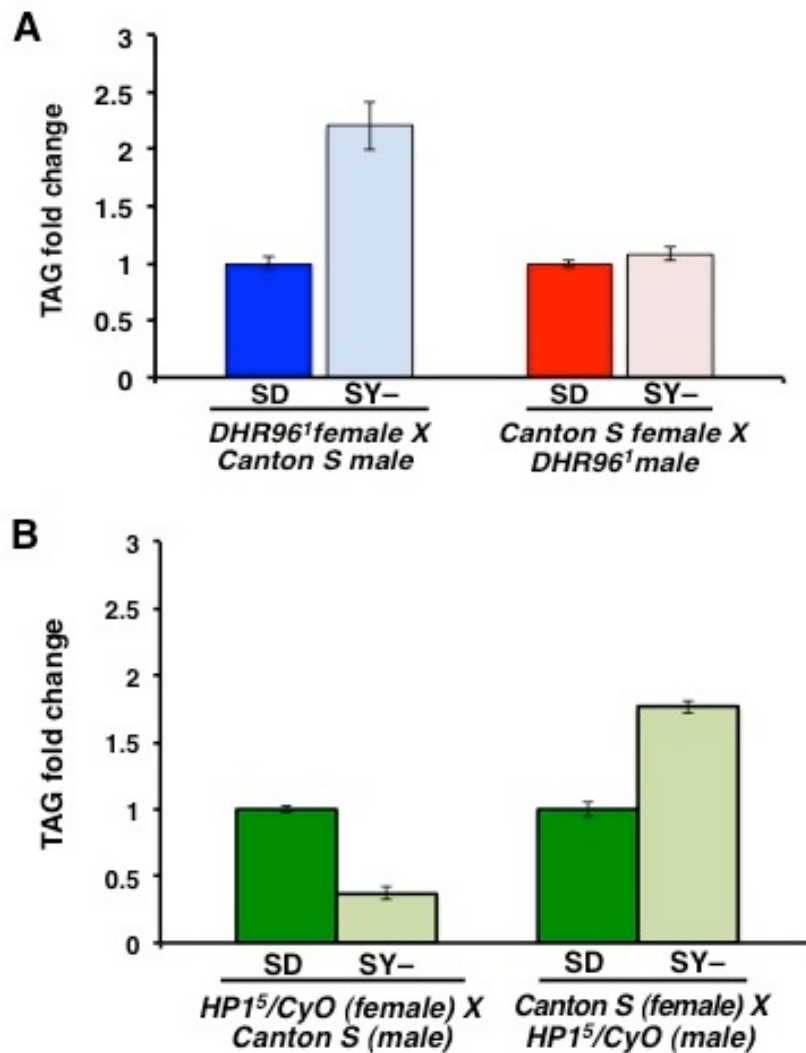 A
TAG fold change
3
2.5
2
1.5
1
0.5
0
SD SY– SD SY–
DHR96¹female X Canton S female X
Canton S male DHR96¹male
B
TAG fold change
3
2.5
2
1.5
1
0.5
0
SD SY– SD SY–
HP1⁵/CyO (female) X Canton S (female) X
Canton S (male) HP1⁵/CyO (male)